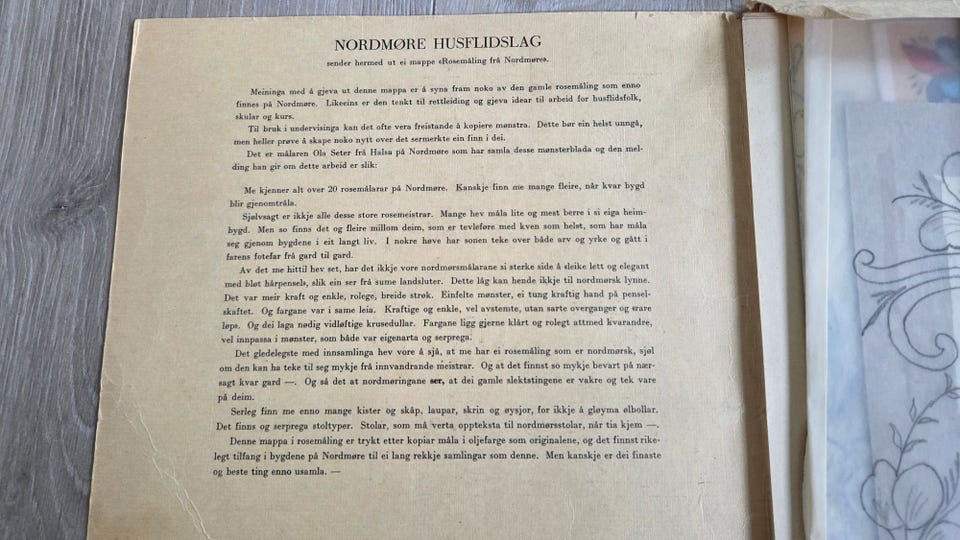 NORDMØRE HUSFLIDSLAG
sender hermed ut ei mappe «Rosemåling frå Nordmøre».
Meininga med å gjeva ut denne mappa er å syna fram noko av den gamle rosemåling som enno
finnes på Nordmøre. Likeeins er den tenkt til rettleiding og gjeva idear til arbeid for husflidsfolk,
skular og kurs.
Til bruk i undervisinga kan det ofte vera freistande å kopiere mønstra. Dette bør ein helst unngå,
men heller prøve å skape noko nytt over det sermerkte ein finn i dei.
Det er målaren Ola Seter frå Halsa på Nordmøre som har samla desse mønsterblada og den mel-
ding han gir om dette arbeid er slik:
Me kjenner alt over 20 rosemålarar på Nordmøre. Kanskje finn me mange fleire, når kvar bygd
blir gjenomtråla.
Sjølvsagt er ikkje alle desse store rosemeistrar. Mange hev måla lite og mest berre i si eiga heim-
bygd. Men so finns det og fleire millom deim, som er tevleføre med kven som helst, som har måla
seg gjenom bygdene i eit langt liv. I nokre høve har sonen teke over både arv og yrke og gått i
farens fotefar frå gard til gard.
Av det me hittil hev set, har det ikkje vore nordmørsmålarane si sterke side å «leike lett og elegant
med bløt hårpensel», slik ein ser frå sume landsluter. Dette låg kan hende ikkje til nordmørsk lynne.
Det var meir kraft og enkle, rolege, breide strøk. Einfelte mønster, ei tung kraftig hand på pensel-
skaftet. Og fargane var i same leia. Kraftige og enkle, vel avstemte, utan sarte overganger og «rare
løp». Og dei laga nødig vidløftige krusedullar. Fargane ligg gjerne klårt og rolegt attmed kvarandre,
vel innpassa i mønster, som både var eigenarta og serprega.
Det gledelegste med innsamlinga hev vore å sjå, at me har ei rosemåling som er nordmørsk, sjøl
om den kan ha teke til seg mykje frå innvandrande meistrar. Og at det finnst so mykje bevart på nær-
sagt kvar gard —. Og så det at nordmøringane ser, at dei gamle slektstingene er vakre og tek vare
på deim.
Serleg finn me enno mange kister og skåp, laupar, skrin og øysjor, for ikkje å gløyma ølbollar.
Det finns og serprega stoltyper. Stolar, som må verta oppteksta til nordmørsstolar, når tia kjem —.
Denne mappa i rosemåling er trykt etter kopiar måla i oljefarge som originalene, og det finnst rike-
legt tilfang i bygdene på Nordmøre til ei lang rekkje samlingar som denne. Men kanskje er dei finaste
og beste ting enno usamla. —